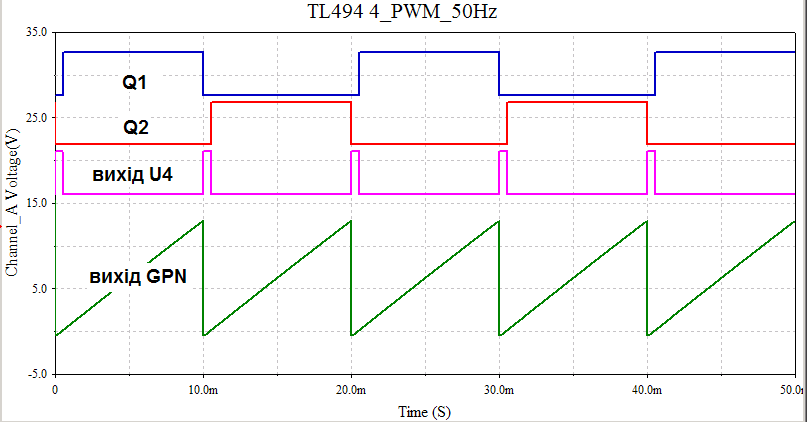 TL494 4_PWM_50Hz
35.0
25.0
15.0
5.0
-5.0
Channel_A Voltage(V)
Q1
Q2
вихід U4
вихід GPN
0
10.0m
20.0m
30.0m
40.0m
50.0m
Time (S)